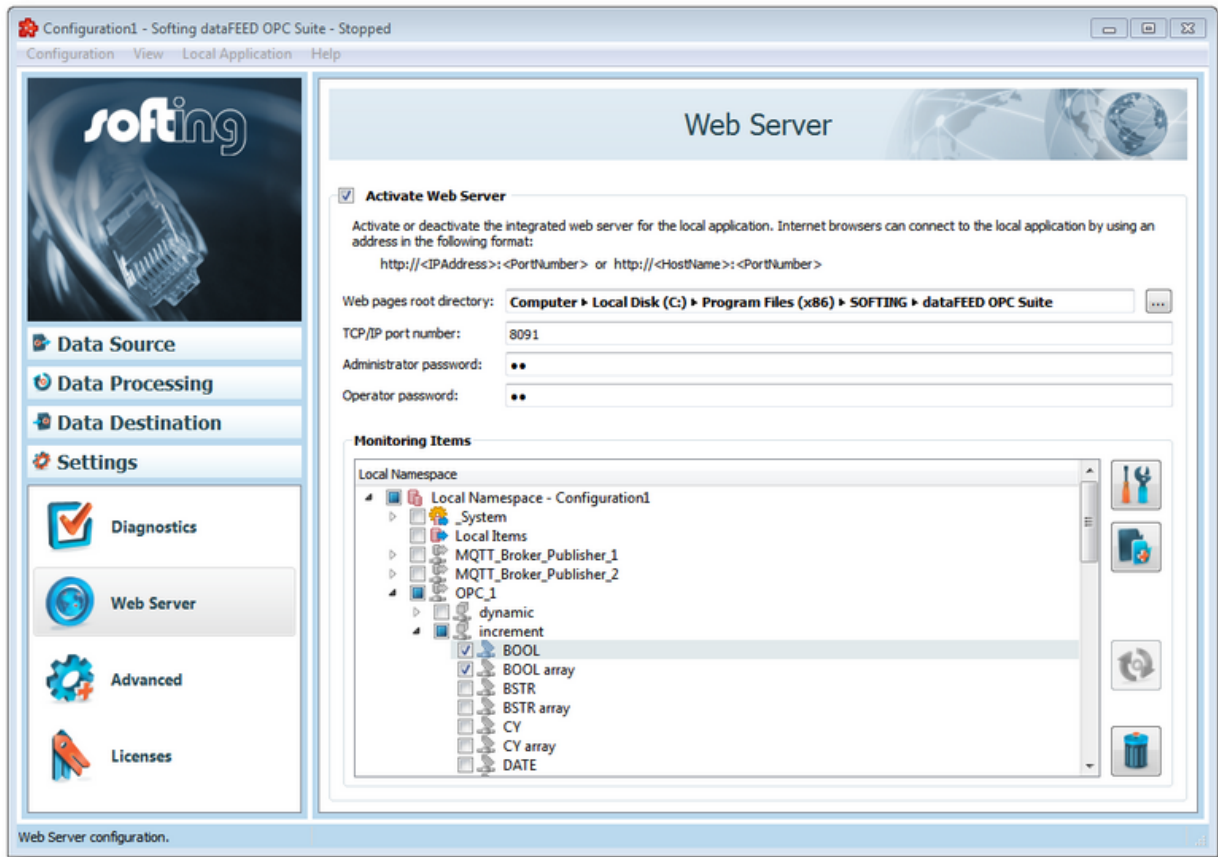 Configuration1 - Softing dataFEED OPC Suite - Stopped
Configuration View Local Application Help
softing
Data Source
Data Processing
Data Destination
Settings
Diagnostics
Web Server
Advanced
Licenses
Web Server
Activate Web Server
Activate or deactivate the integrated web server for the local application. Internet browsers can connect to the local application by using an
address in the following format:
http://<IPAddress>:<PortNumber> or http://<HostName>:<PortNumber>
Web pages root directory: Computer ▸ Local Disk (C:) ▸ Program Files (x86) ▸ SOFTING ▸ dataFEED OPC Suite ...
TCP/IP port number: 8091
Administrator password: ●●
Operator password: ●●
Monitoring Items
Local Namespace
Local Namespace - Configuration1
_System
Local Items
MQTT_Broker_Publisher_1
MQTT_Broker_Publisher_2
OPC_1
dynamic
increment
BOOL
BOOL array
BSTR
BSTR array
CY
CY array
DATE
Web Server configuration.